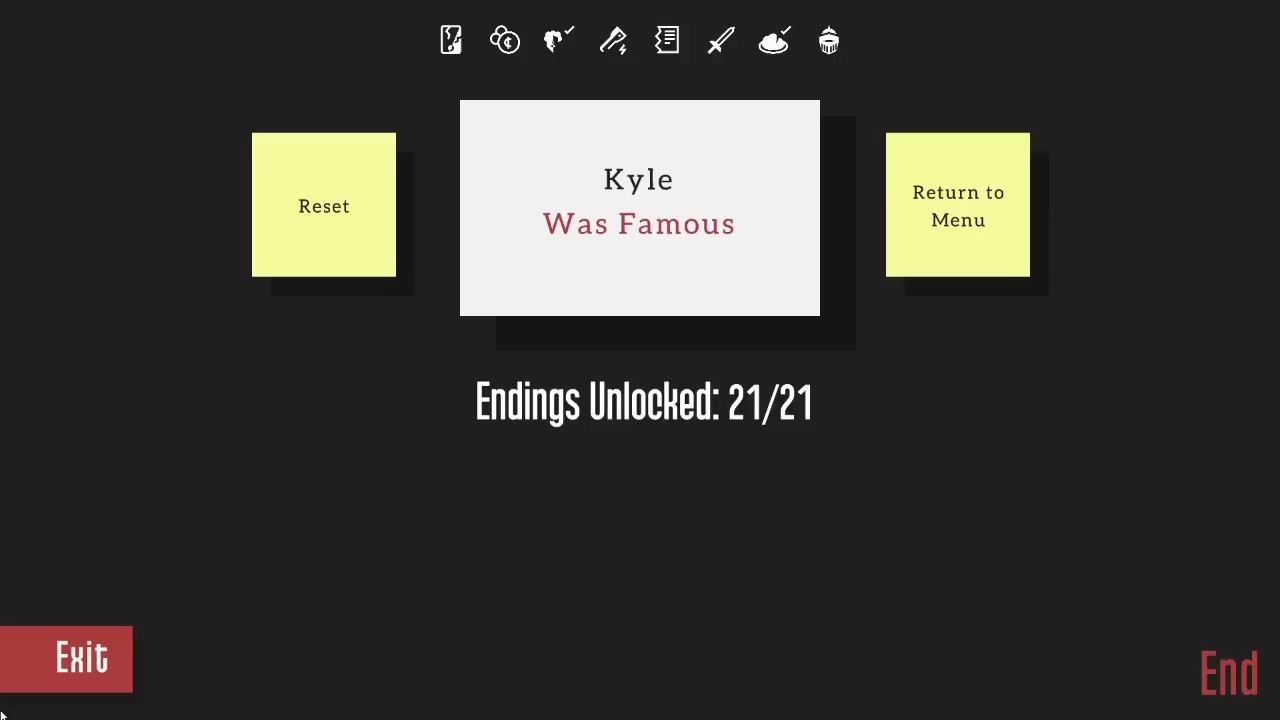 Kyle
Was Famous
Reset
Return to
Menu
Endings Unlocked: 21/21
Exit
End